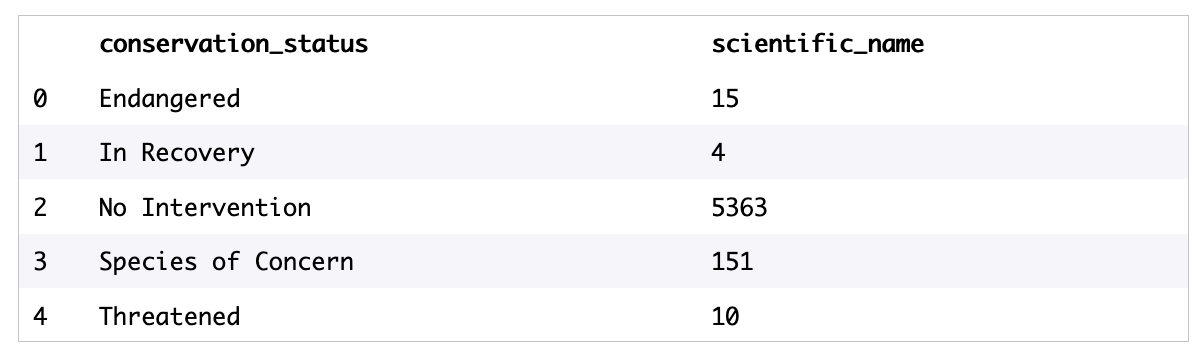 conservation_status scientific_name
0 Endangered 15
1 In Recovery 4
2 No Intervention 5363
3 Species of Concern 151
4 Threatened 10